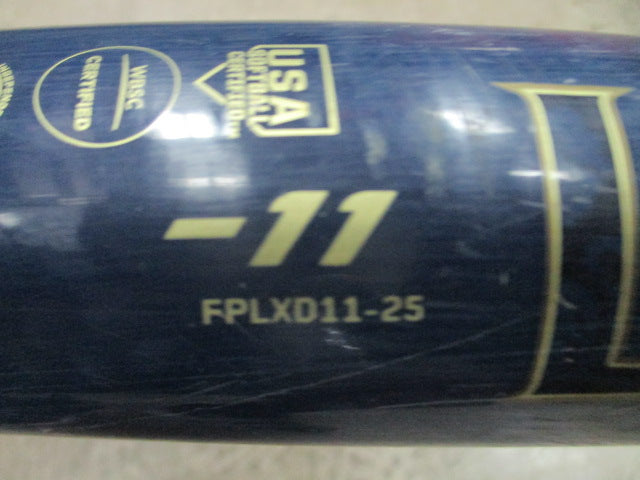 WBSC
CERTIFIED
USA
SOFTBALL
CERTIFIED
-11
FPLXD11-25